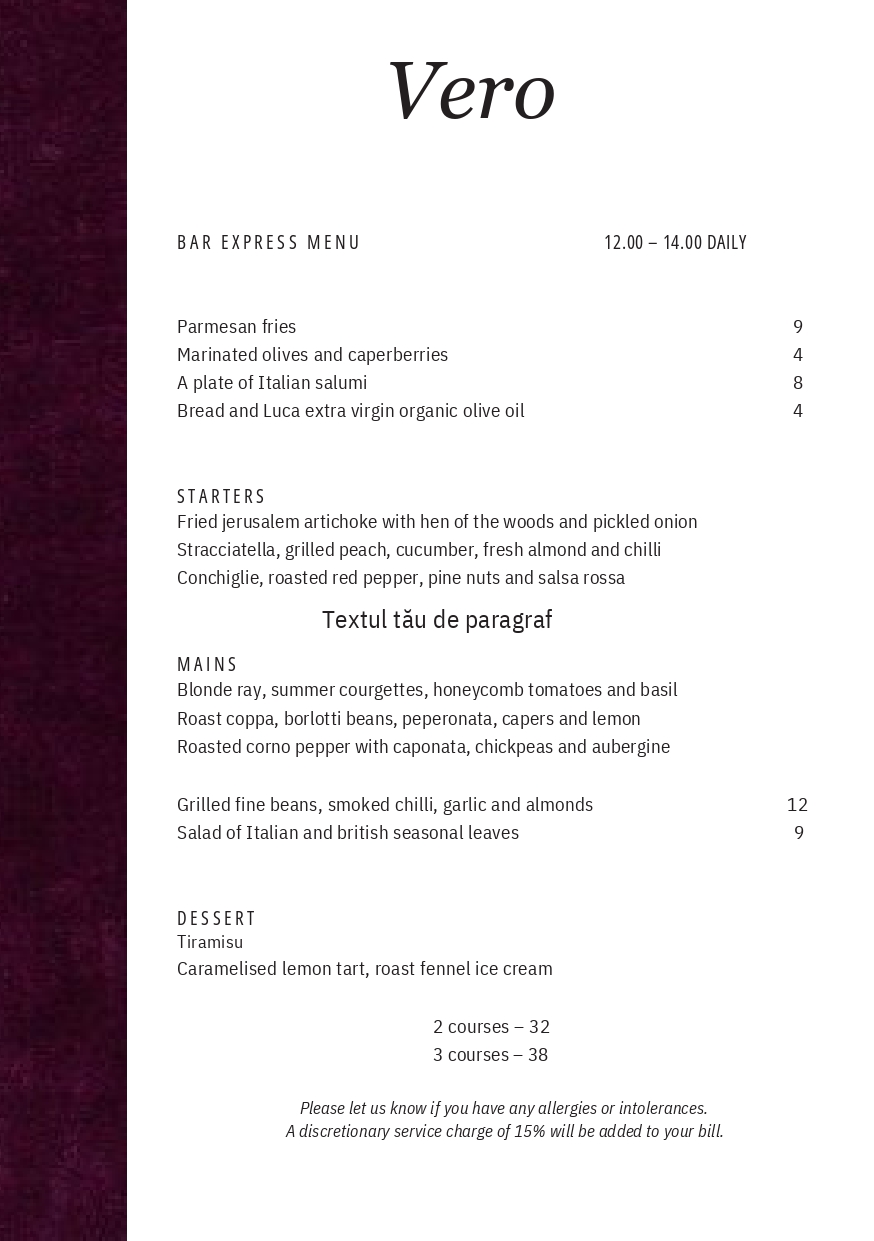 Vero
BAR EXPRESS MENU 12.00 – 14.00 DAILY
Parmesan fries 9
Marinated olives and caperberries 4
A plate of Italian salumi 8
Bread and Luca extra virgin organic olive oil 4
STARTERS
Fried jerusalem artichoke with hen of the woods and pickled onion
Stracciatella, grilled peach, cucumber, fresh almond and chilli
Conchiglie, roasted red pepper, pine nuts and salsa rossa
Textul tău de paragraf
MAINS
Blonde ray, summer courgettes, honeycomb tomatoes and basil
Roast coppa, borlotti beans, peperonata, capers and lemon
Roasted corno pepper with caponata, chickpeas and aubergine
Grilled fine beans, smoked chilli, garlic and almonds 12
Salad of Italian and british seasonal leaves 9
DESSERT
Tiramisu
Caramelised lemon tart, roast fennel ice cream
2 courses – 32
3 courses – 38
Please let us know if you have any allergies or intolerances.
A discretionary service charge of 15% will be added to your bill.